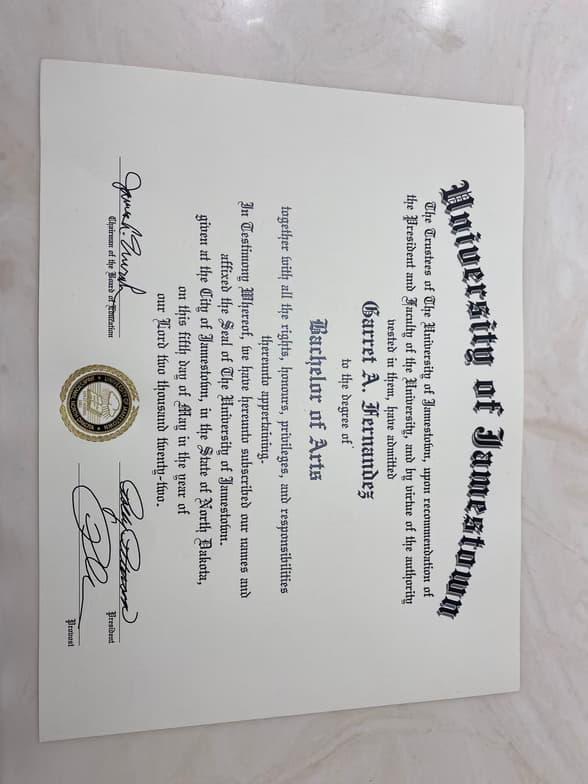 University of Jamestown
The Trustees of The University of Jamestown, upon recommendation of
the President and Faculty of the University, and by virtue of the authority
vested in them, have admitted
Garret A. Hernandez
to the degree of
Bachelor of Arts
together with all the rights, honours, privileges, and responsibilities
thereunto appertaining.
In Testimony Whereof, we have hereunto subscribed our names and
affixed the Seal of The University of Jamestown.
given at the City of Jamestown, in the State of North Dakota,
on this fifth day of May in the year of
our Lord two thousand twenty-two.
Chairman of the Board of Education
President
Provost